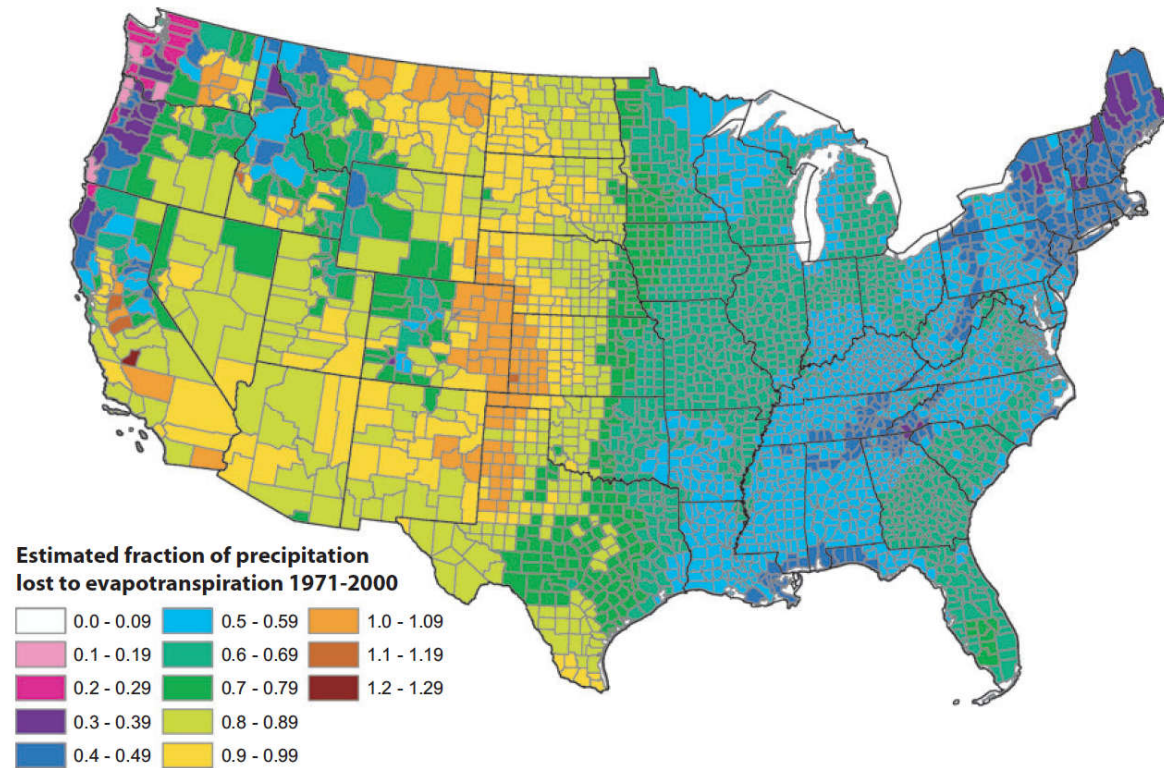 Estimated fraction of precipitation
lost to evapotranspiration 1971-2000
0.0 - 0.09
0.1 - 0.19
0.2 - 0.29
0.3 - 0.39
0.4 - 0.49
0.5 - 0.59
0.6 - 0.69
0.7 - 0.79
0.8 - 0.89
0.9 - 0.99
1.0 - 1.09
1.1 - 1.19
1.2 - 1.29